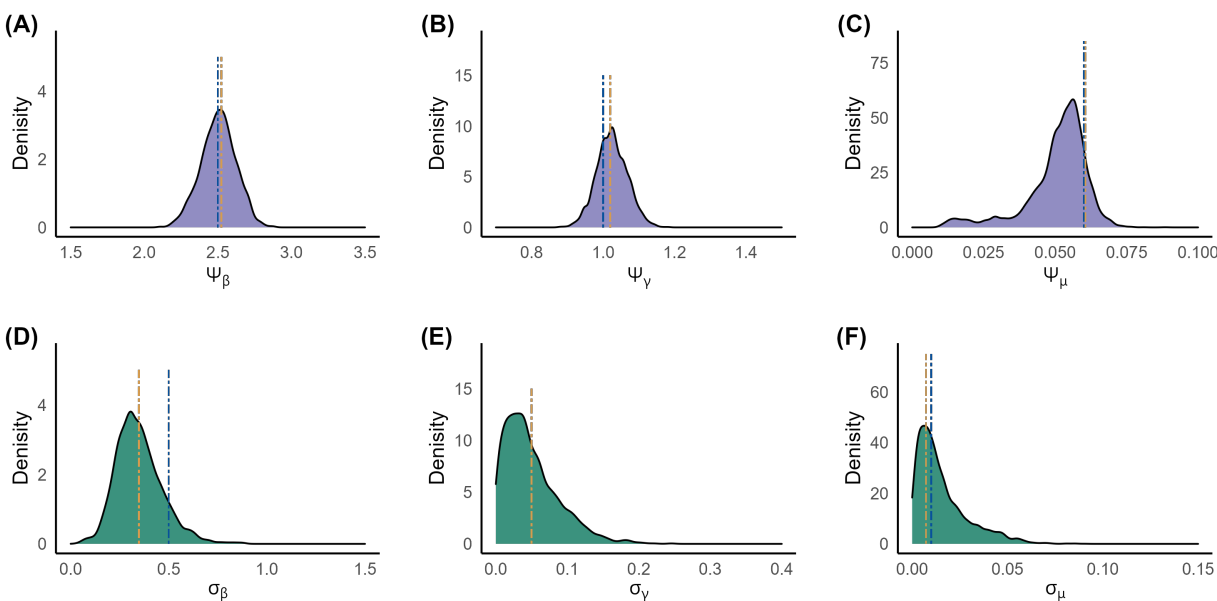 (A)
Denisity
4
2
0
1.5 2.0 2.5 3.0 3.5
Ψβ
(B)
Denisity
15
10
5
0
0.8 1.0 1.2 1.4
Ψγ
(C)
Denisity
75
50
25
0
0.000 0.025 0.050 0.075 0.100
Ψμ
(D)
Denisity
4
2
0
0.0 0.5 1.0 1.5
σβ
(E)
Denisity
15
10
5
0
0.0 0.1 0.2 0.3 0.4
σγ
(F)
Denisity
60
40
20
0
0.00 0.05 0.10 0.15
σμ